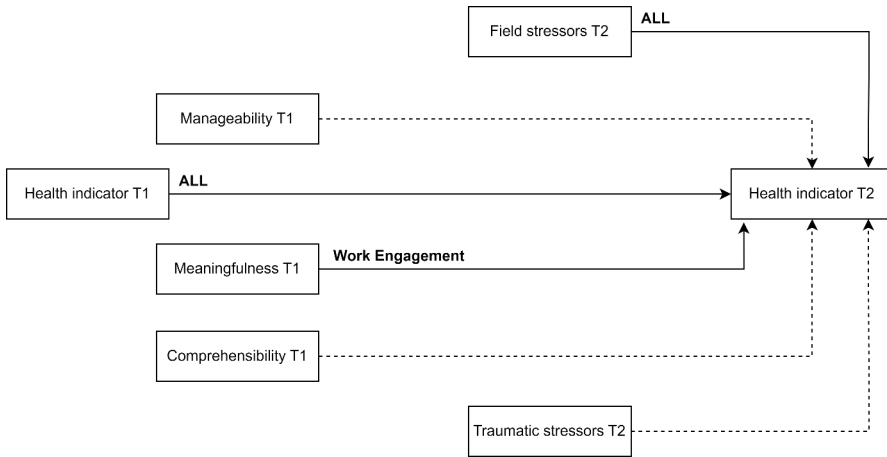 Field stressors T2
ALL
Manageability T1
Health indicator T1
ALL
Health indicator T2
Meaningfulness T1
Work Engagement
Comprehensibility T1
Traumatic stressors T2